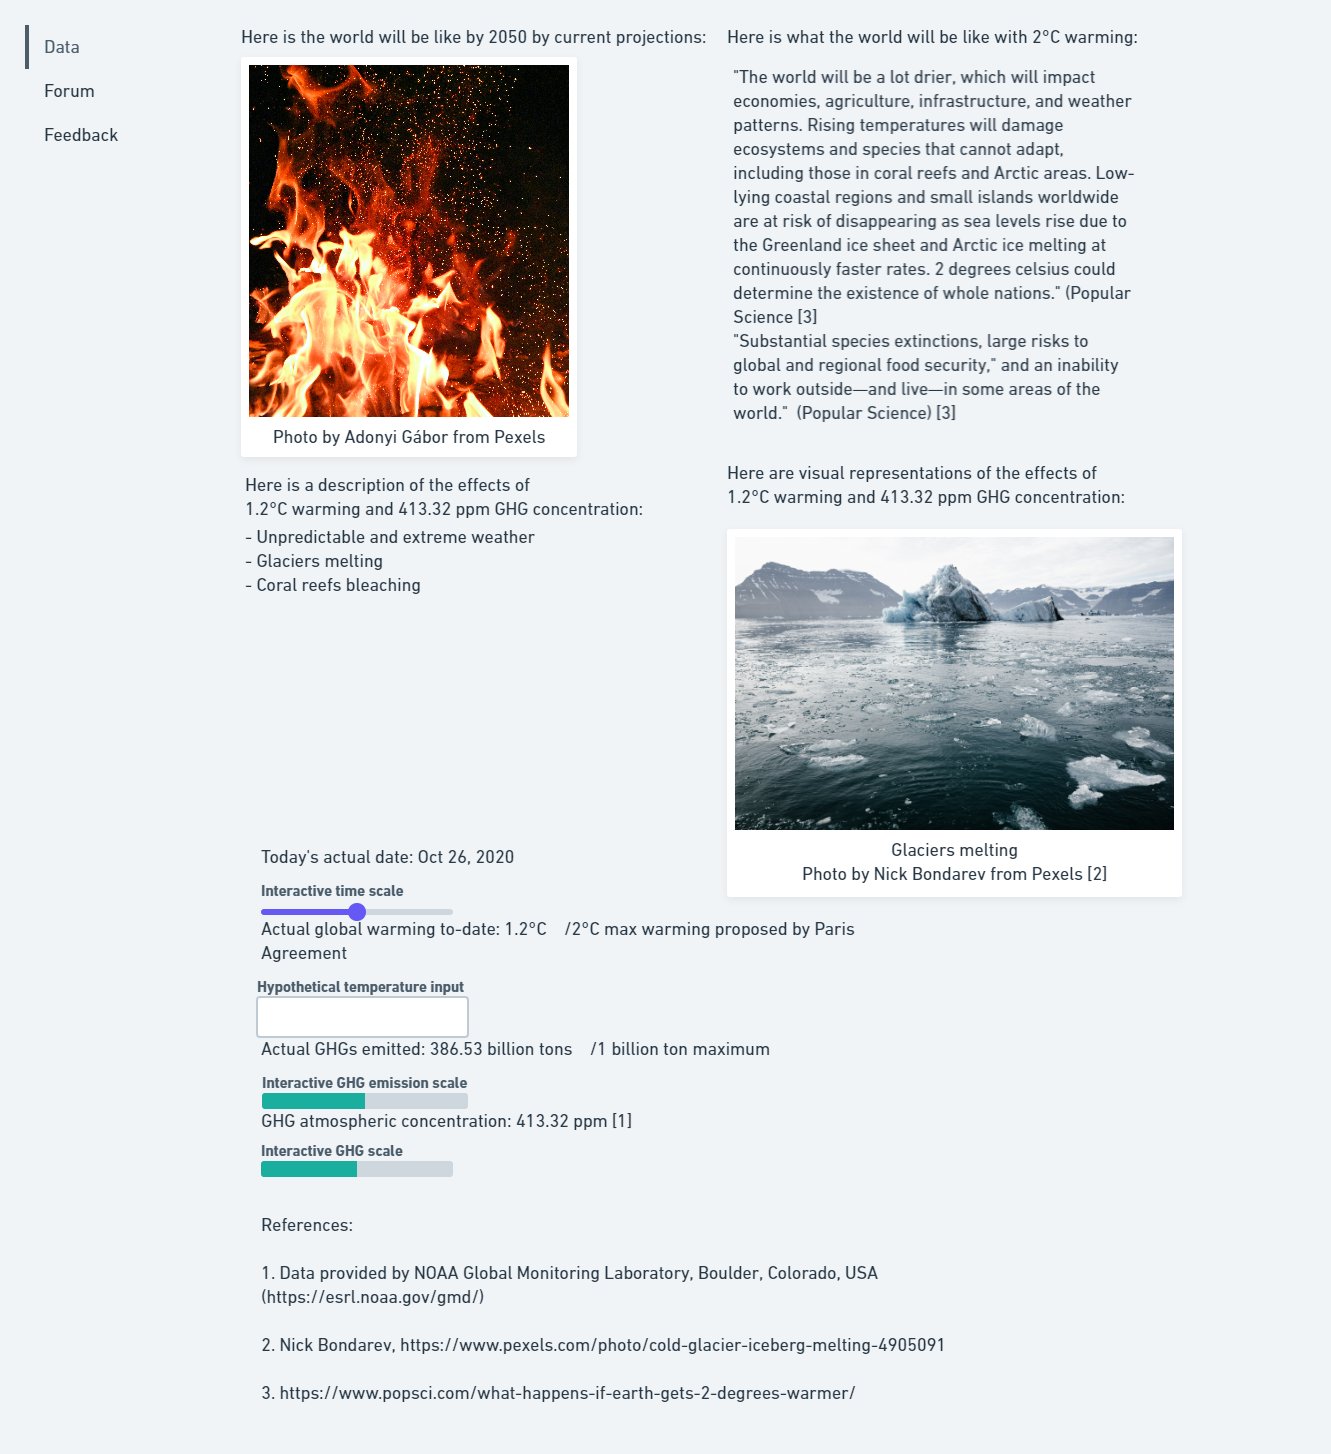 Data
Forum
Feedback
Here is the world will be like by 2050 by current projections:
Photo by Adonyi Gábor from Pexels
Here is a description of the effects of
1.2°C warming and 413.32 ppm GHG concentration:
- Unpredictable and extreme weather
- Glaciers melting
- Coral reefs bleaching
Here is what the world will be like with 2°C warming:
"The world will be a lot drier, which will impact
economies, agriculture, infrastructure, and weather
patterns. Rising temperatures will damage
ecosystems and species that cannot adapt,
including those in coral reefs and Arctic areas. Low-
lying coastal regions and small islands worldwide
are at risk of disappearing as sea levels rise due to
the Greenland ice sheet and Arctic ice melting at
continuously faster rates. 2 degrees celsius could
determine the existence of whole nations." (Popular
Science [3]
"Substantial species extinctions, large risks to
global and regional food security," and an inability
to work outside—and live—in some areas of the
world."  (Popular Science) [3]
Here are visual representations of the effects of
1.2°C warming and 413.32 ppm GHG concentration:
Glaciers melting
Photo by Nick Bondarev from Pexels [2]
Today's actual date: Oct 26, 2020
Interactive time scale
Actual global warming to-date: 1.2°C    /2°C max warming proposed by Paris
Agreement
Hypothetical temperature input
Actual GHGs emitted: 386.53 billion tons    /1 billion ton maximum
Interactive GHG emission scale
GHG atmospheric concentration: 413.32 ppm [1]
Interactive GHG scale
References:
1. Data provided by NOAA Global Monitoring Laboratory, Boulder, Colorado, USA
(https://esrl.noaa.gov/gmd/)
2. Nick Bondarev, https://www.pexels.com/photo/cold-glacier-iceberg-melting-4905091
3. https://www.popsci.com/what-happens-if-earth-gets-2-degrees-warmer/